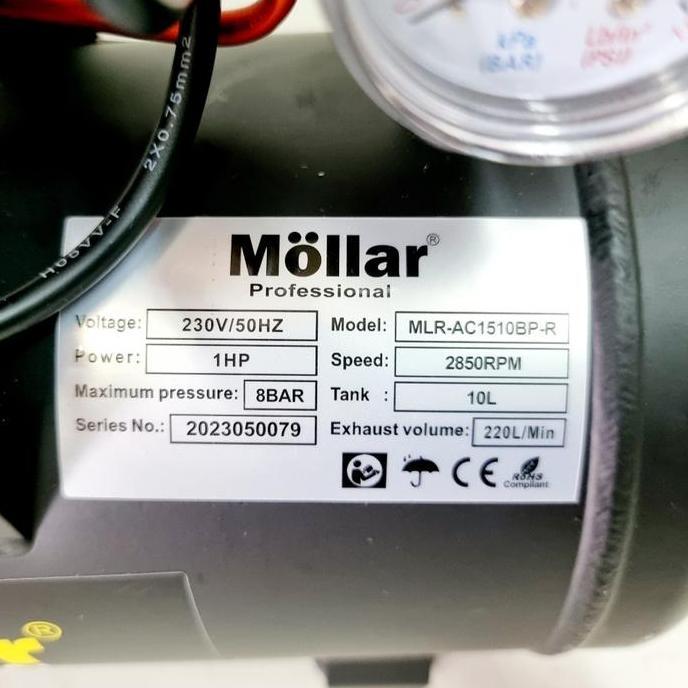 kPa
(BAR)
Lb/in²
(PSI)
2X0.75mm2
H05VV-F
Möllar®
Professional
Voltage: 230V/50HZ Model: MLR-AC1510BP-R
Power: 1HP Speed: 2850RPM
Maximum pressure: 8BAR Tank : 10L
Series No.: 2023050079 Exhaust volume: 220L/Min
CE
RoHS
Compliant
®